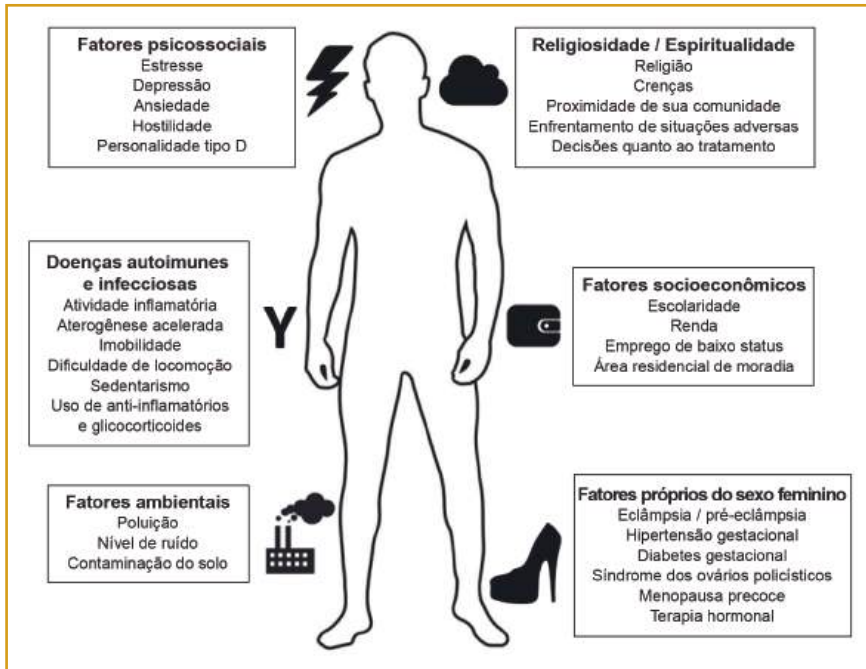 Fatores psicossociais
Estresse
Depressão
Ansiedade
Hostilidade
Personalidade tipo D
Religiosidade / Espiritualidade
Religião
Crenças
Proximidade de sua comunidade
Enfrentamento de situações adversas
Decisões quanto ao tratamento
Doenças autoimunes
e infecciosas
Atividade inflamatória
Aterogênese acelerada
Imobilidade
Dificuldade de locomoção
Sedentarismo
Uso de anti-inflamatórios
e glicocorticoides
Y
Fatores socioeconômicos
Escolaridade
Renda
Emprego de baixo status
Área residencial de moradia
Fatores ambientais
Poluição
Nível de ruído
Contaminação do solo
Fatores próprios do sexo feminino
Eclâmpsia / pré-eclâmpsia
Hipertensão gestacional
Diabetes gestacional
Síndrome dos ovários policísticos
Menopausa precoce
Terapia hormonal